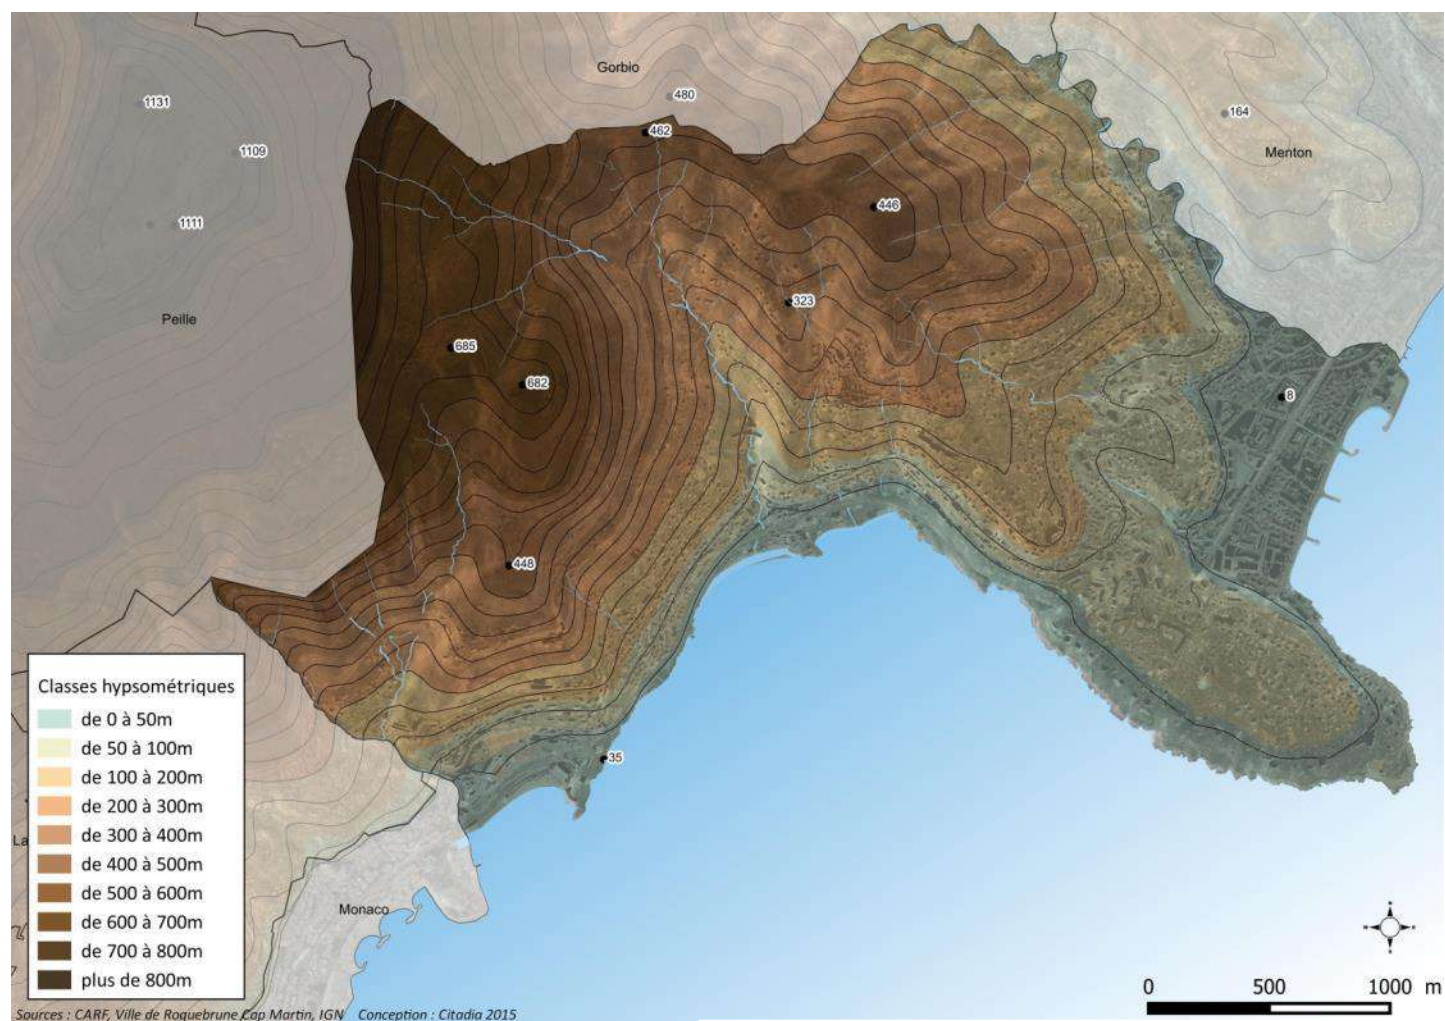 Gorbio
1131
480
462
164
1109
Menton
446
1111
323
Peille
685
682
8
448
35
Classes hypsométriques
de 0 à 50m
de 50 à 100m
de 100 à 200m
de 200 à 300m
de 300 à 400m
de 400 à 500m
de 500 à 600m
de 600 à 700m
de 700 à 800m
plus de 800m
La
Monaco
0 500 1000 m
Sources : CARF, Ville de Roquebrune Cap Martin, IGN Conception : Citadia 2015